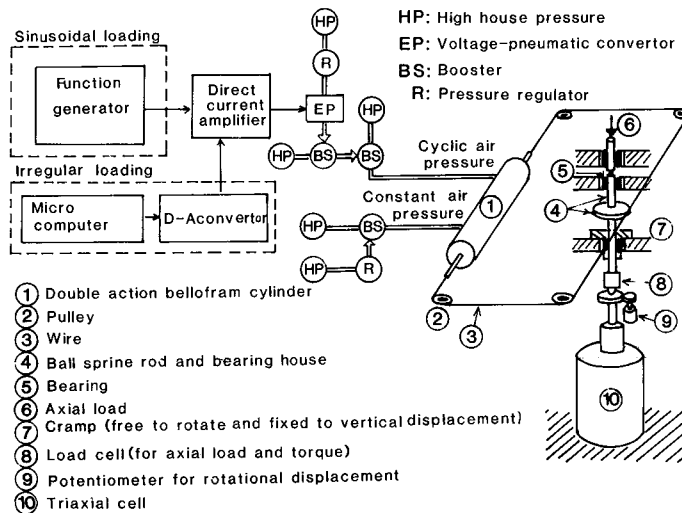 Sinusoidal loading
Function
generator
Direct
current
amplifier
HP
R
EP
HP
HP
BS
BS
HP: High house pressure
EP: Voltage-pneumatic convertor
BS: Booster
R: Pressure regulator
Cyclic air
pressure
Irregular loading
Micro
computer
D-Aconvertor
Constant air
pressure
HP
BS
HP
R
1
2
3
4
5
6
7
8
9
10
1 Double action bellofram cylinder
2 Pulley
3 Wire
4 Ball sprine rod and bearing house
5 Bearing
6 Axial load
7 Cramp (free to rotate and fixed to vertical displacement)
8 Load cell (for axial load and torque)
9 Potentiometer for rotational displacement
10 Triaxial cell